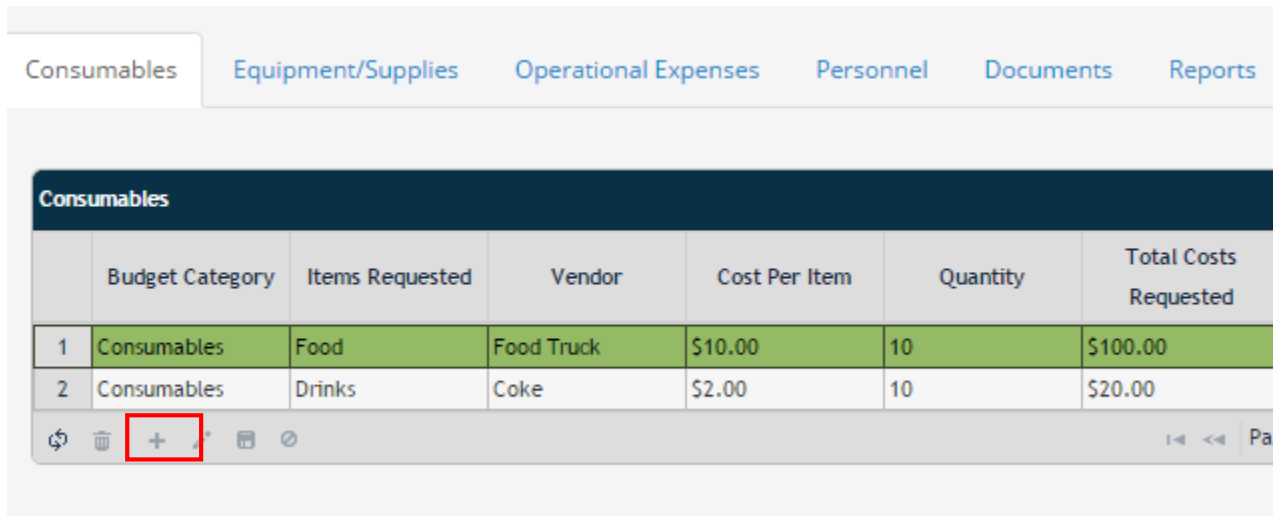 Consumables Equipment/Supplies Operational Expenses Personnel Documents Reports
Consumables
Budget Category Items Requested Vendor Cost Per Item Quantity Total Costs
Requested
1 Consumables Food Food Truck $10.00 10 $100.00
2 Consumables Drinks Coke $2.00 10 $20.00
Pa